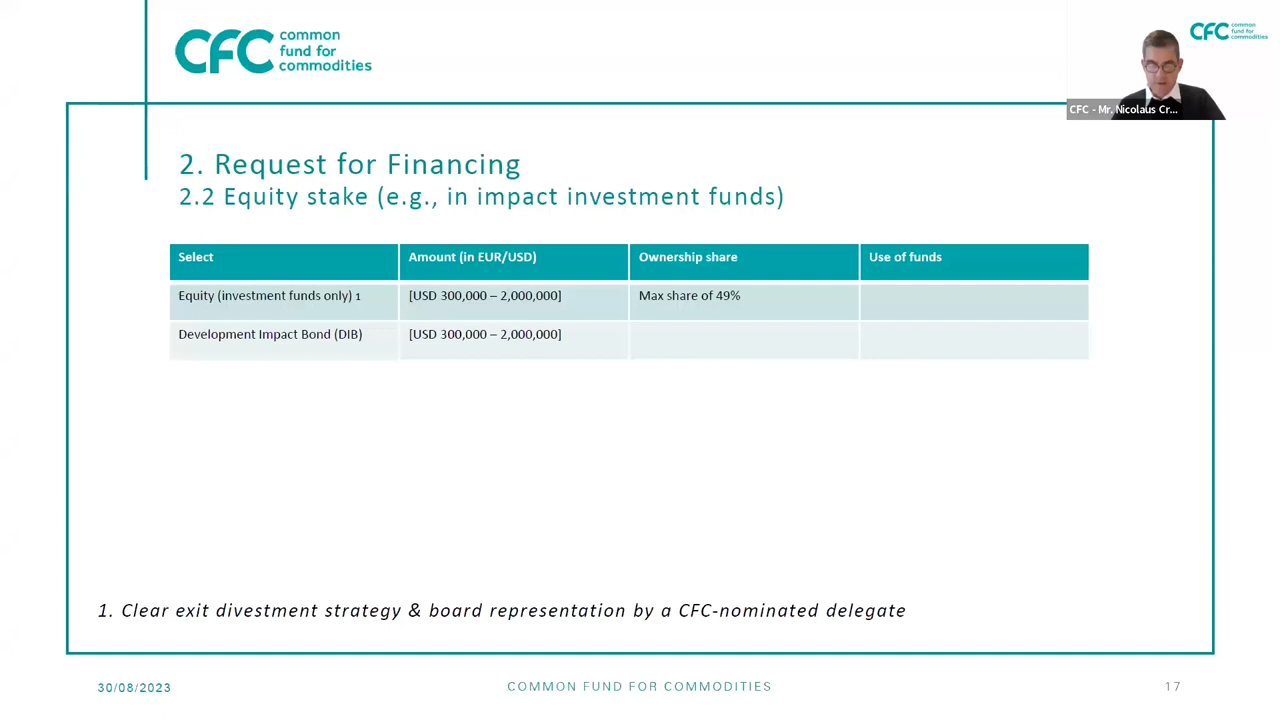 CFC common
fund for
commodities
CFC common
fund for
commodities
CFC - Mr. Nicolaus Cr...
2. Request for Financing
2.2 Equity stake (e.g., in impact investment funds)
Select Amount (in EUR/USD) Ownership share Use of funds
Equity (investment funds only) 1 [USD 300,000 – 2,000,000] Max share of 49%
Development Impact Bond (DIB) [USD 300,000 – 2,000,000]
1. Clear exit divestment strategy & board representation by a CFC-nominated delegate
30/08/2023 COMMON FUND FOR COMMODITIES 17